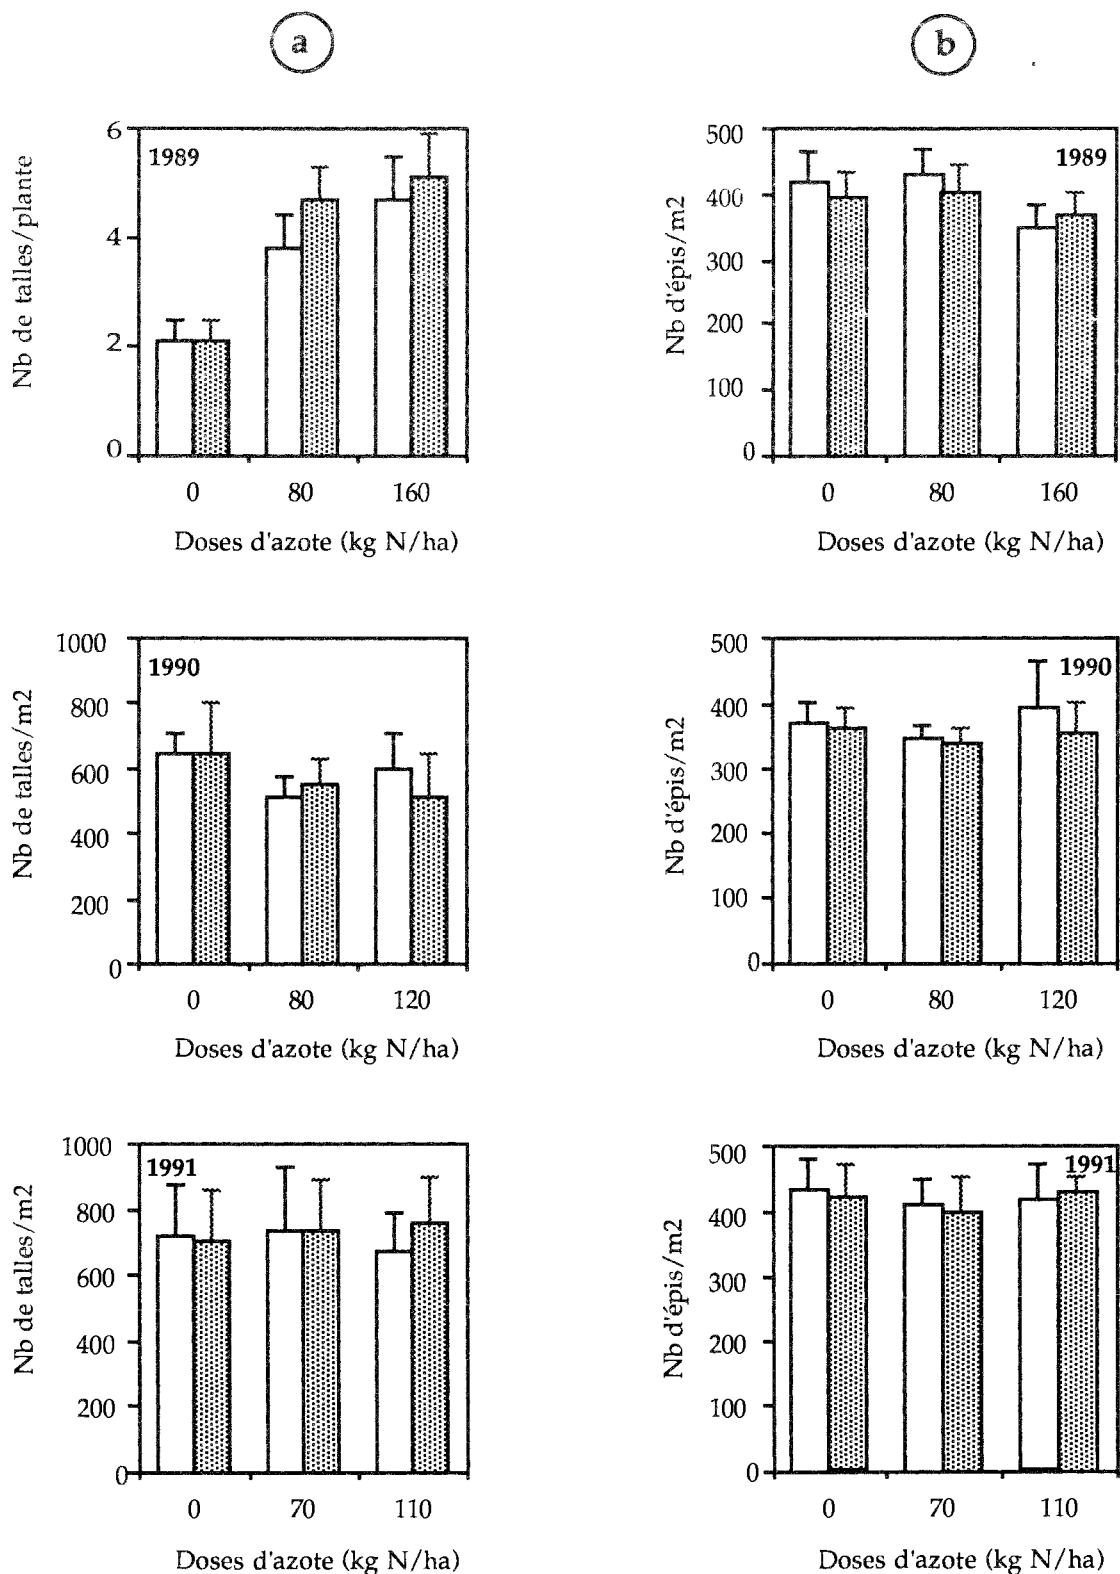 a
b
6
4
2
0
1989
Nb de talles/plante
0 80 160
Doses d'azote (kg N/ha)
500
400
300
200
100
0
1989
Nb d'épis/m2
0 80 160
Doses d'azote (kg N/ha)
1000
800
600
400
200
0
1990
Nb de talles/m2
0 80 120
Doses d'azote (kg N/ha)
500
400
300
200
100
0
1990
Nb d'épis/m2
0 80 120
Doses d'azote (kg N/ha)
1000
800
600
400
200
0
1991
Nb de talles/m2
0 70 110
Doses d'azote (kg N/ha)
500
400
300
200
100
0
1991
Nb d'épis/m2
0 70 110
Doses d'azote (kg N/ha)